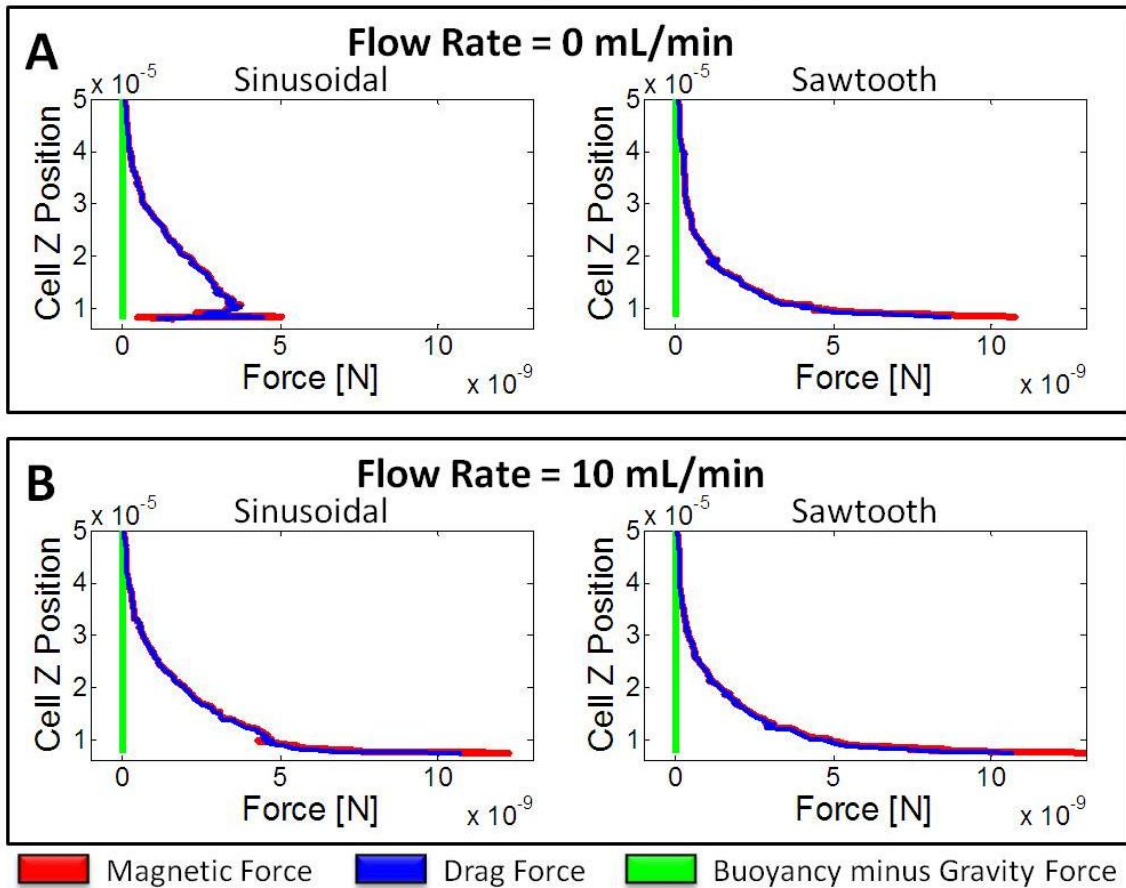 A
Flow Rate = 0 mL/min
Sinusoidal
Sawtooth
x 10-5
5
4
3
2
1
Cell Z Position
0
5
10
Force [N]
x 10-9
x 10-5
5
4
3
2
1
Cell Z Position
0
5
10
Force [N]
x 10-9
B
Flow Rate = 10 mL/min
Sinusoidal
Sawtooth
x 10-5
5
4
3
2
1
Cell Z Position
0
5
10
Force [N]
x 10-9
x 10-5
5
4
3
2
1
Cell Z Position
0
5
10
Force [N]
x 10-9
Magnetic Force
Drag Force
Buoyancy minus Gravity Force